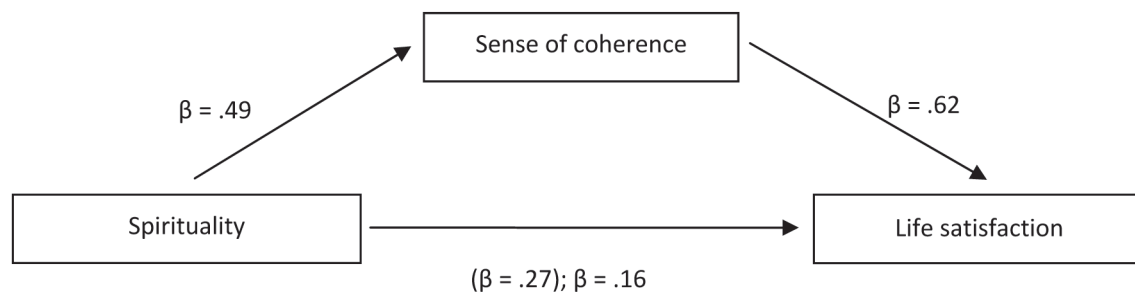 Sense of coherence
β = .49
β = .62
Spirituality
Life satisfaction
(β = .27); β = .16